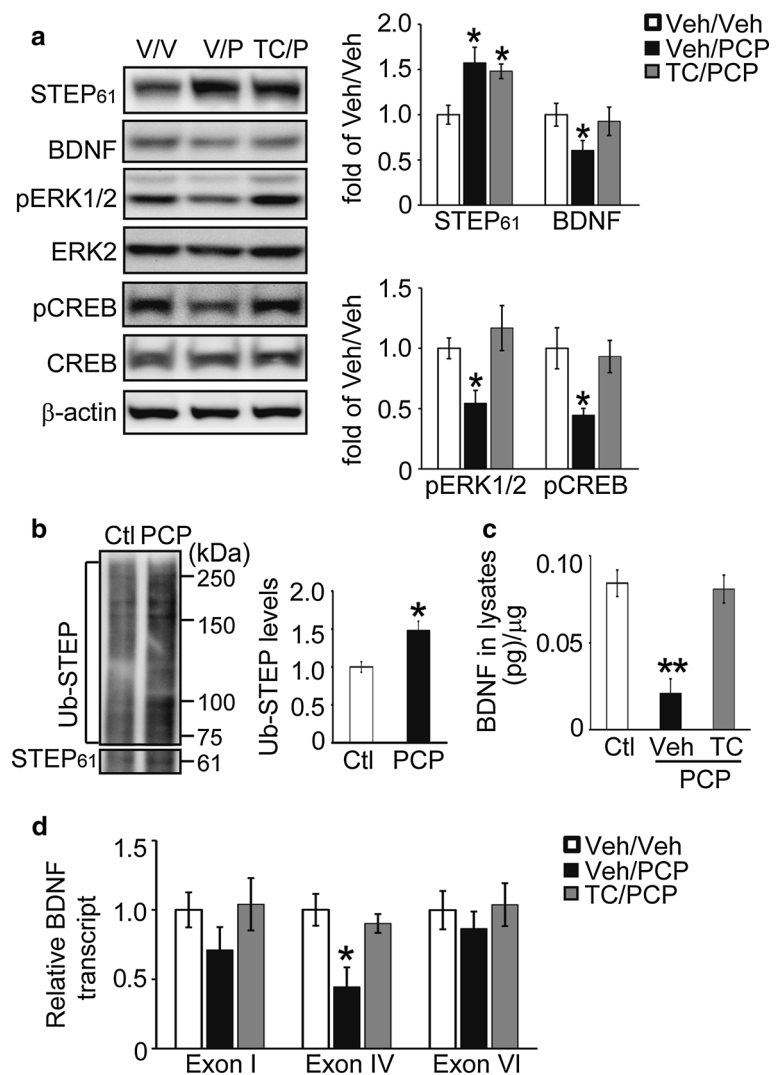 a
V/V V/P TC/P
STEP61
BDNF
pERK1/2
ERK2
pCREB
CREB
β-actin
fold of Veh/Veh
2.0
1.5
1.0
0.5
0
* * *
STEP61 BDNF
Veh/Veh
Veh/PCP
TC/PCP
fold of Veh/Veh
1.5
1.0
0.5
0
* *
pERK1/2 pCREB
b
Ctl PCP
(kDa)
Ub-STEP
250
150
100
75
STEP61
61
Ub-STEP levels
2.0
1.5
1.0
0.5
0
*
Ctl PCP
c
BDNF in lysates
(pg)/μg
0.10
0.05
0
**
Ctl Veh TC
PCP
d
Relative BDNF
transcript
1.5
1.0
0.5
0
*
Exon I Exon IV Exon VI
Veh/Veh
Veh/PCP
TC/PCP